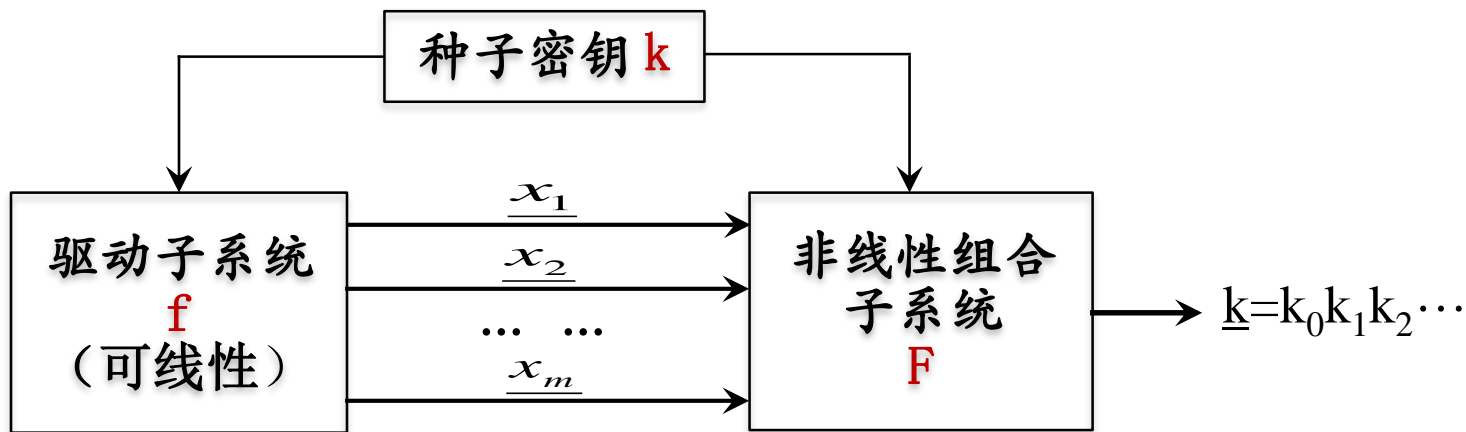 种子密钥 k
驱动子系统
f
（可线性）
x₁
x₂
… …
xₘ
非线性组合
子系统
F
k=k₀k₁k₂⋯